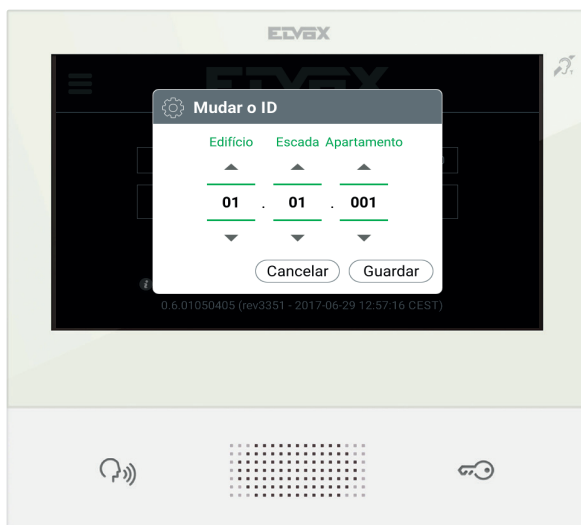 ELVOX
ELVOX
Mudar o ID
Edifício Escada Apartamento
01 . 01 . 001
Cancelar Guardar
0.6.01050405 (rev3351 - 2017-06-29 12:57:16 CEST)